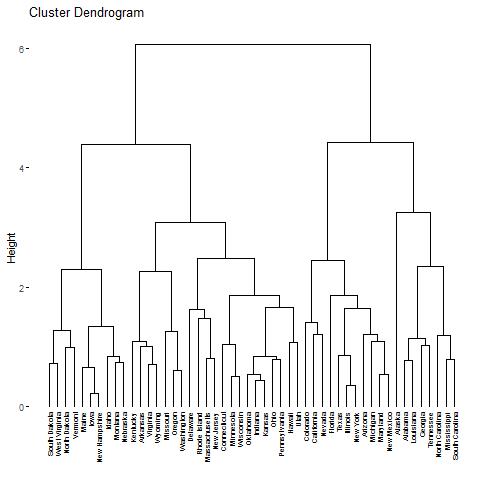 Cluster Dendrogram
6
4
2
0
Height
South Dakota
West Virginia
North Dakota
Vermont
Maine
Iowa
New Hampshire
Idaho
Montana
Nebraska
Kentucky
Arkansas
Virginia
Wyoming
Missouri
Oregon
Washington
Delaware
Rhode Island
Massachusetts
New Jersey
Connecticut
Minnesota
Wisconsin
Oklahoma
Indiana
Kansas
Ohio
Pennsylvania
Hawaii
Utah
Colorado
California
Nevada
Florida
Texas
Illinois
New York
Arizona
Michigan
Maryland
New Mexico
Alaska
Alabama
Louisiana
Georgia
Tennessee
North Carolina
Mississippi
South Carolina